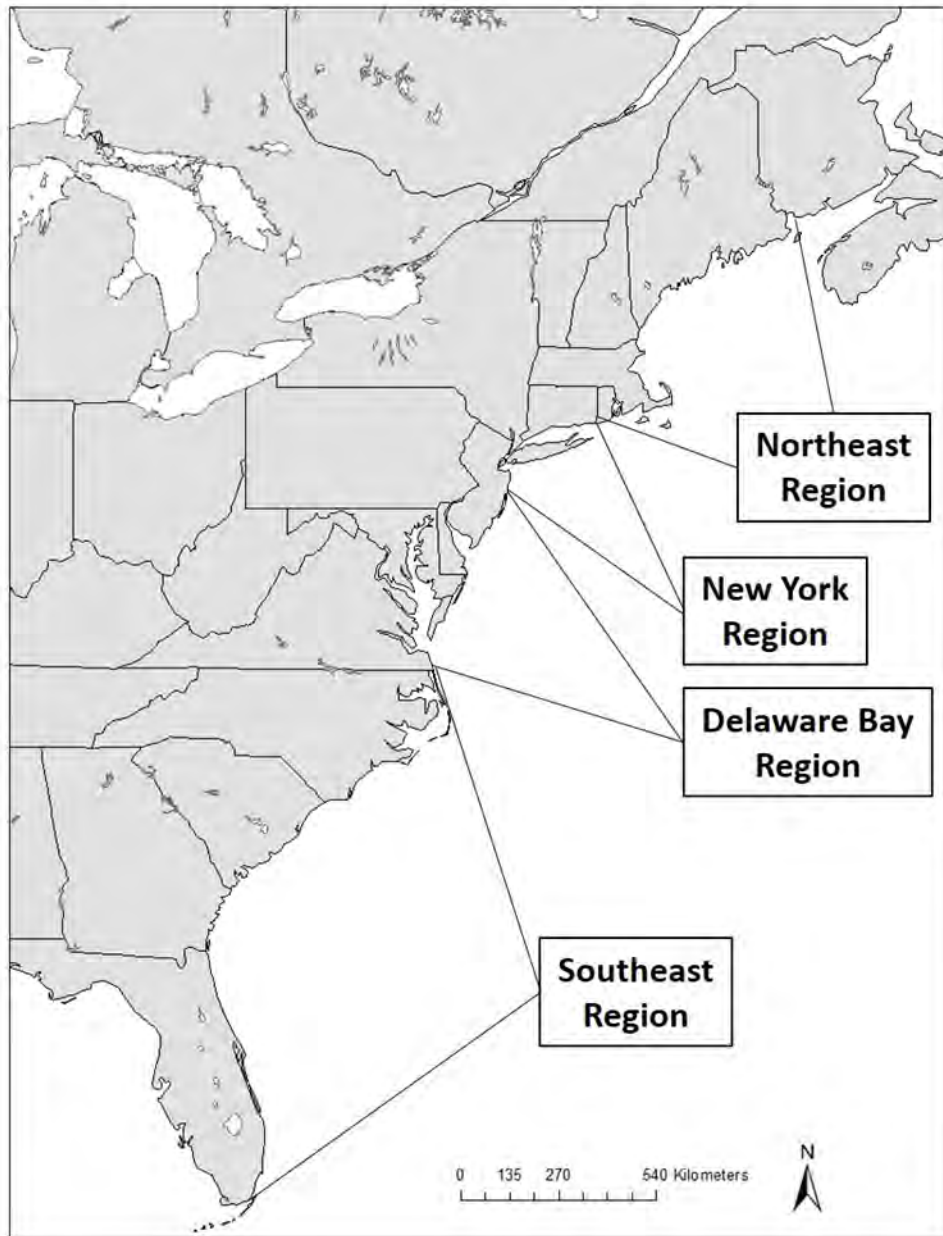 Northeast
Region
New York
Region
Delaware Bay
Region
Southeast
Region
0 135 270 540 Kilometers
N